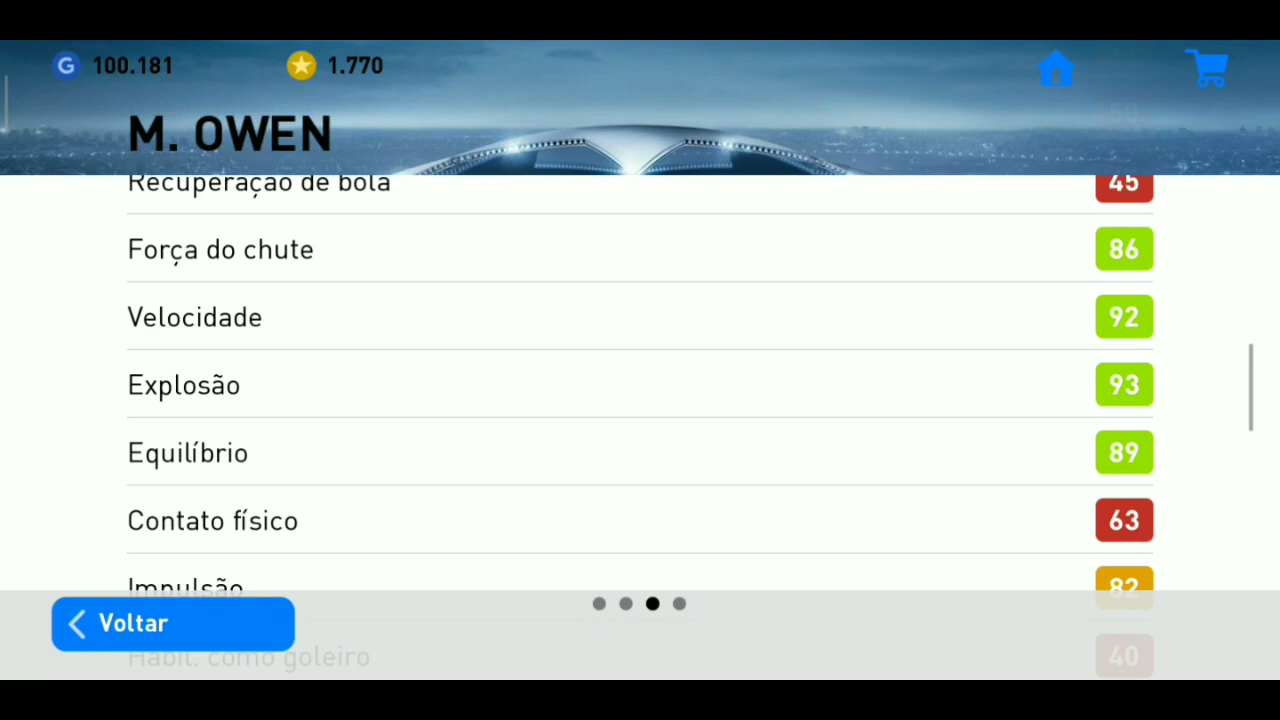 G 100.181 1.770
M. OWEN
Recuperação de bola 45
Força do chute 86
Velocidade 92
Explosão 93
Equilíbrio 89
Contato físico 63
Impulsão 82
Voltar
Habil. como goleiro 40